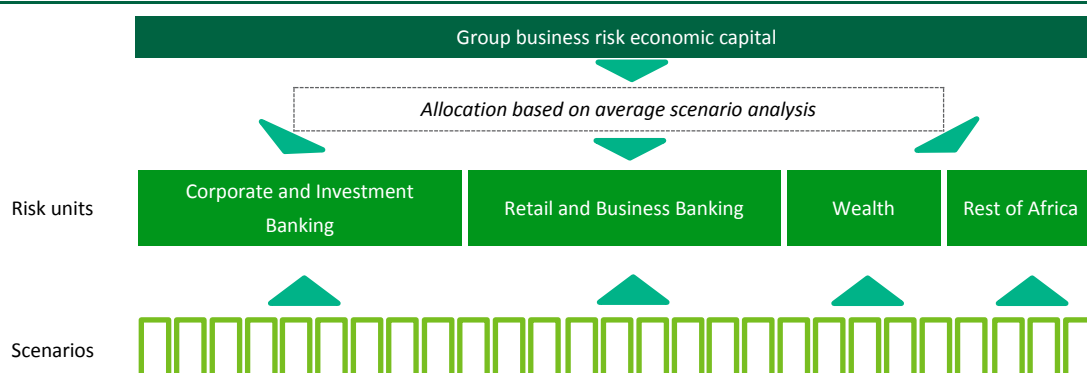 Group business risk economic capital
Allocation based on average scenario analysis
Risk units
Corporate and Investment
Banking
Retail and Business Banking
Wealth
Rest of Africa
Scenarios